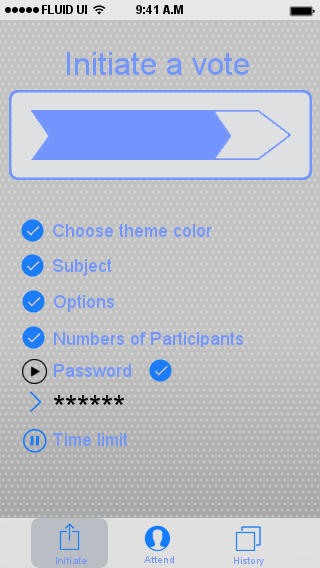 FLUID UI 9:41 A.M
Initiate a vote
Choose theme color
Subject
Options
Numbers of Participants
Password
******
Time limit
Initiate Attend History